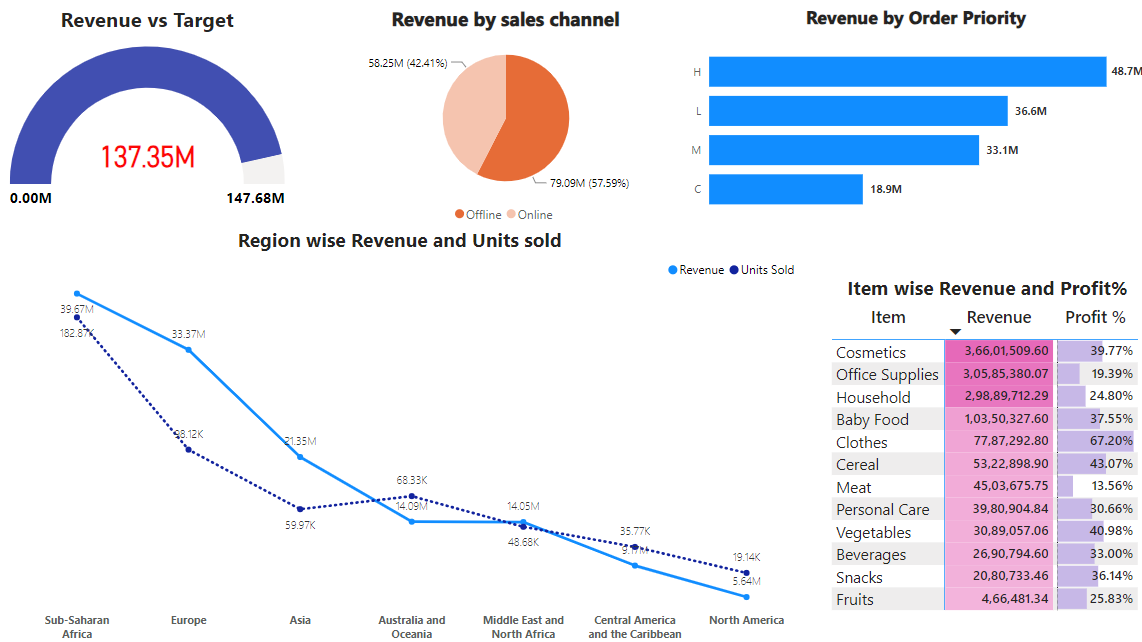 Revenue vs Target
137.35M
0.00M
147.68M
Revenue by sales channel
58.25M (42.41%)
79.09M (57.59%)
Offline
Online
Revenue by Order Priority
H
48.7M
L
36.6M
M
33.1M
C
18.9M
Region wise Revenue and Units sold
Revenue
Units Sold
39.67M
182.87K
33.37M
98.12K
21.35M
59.97K
68.33K
14.09M
14.05M
48.68K
35.77K
9.17M
19.14K
5.64M
Sub-Saharan
Africa
Europe
Asia
Australia and
Oceania
Middle East and
North Africa
Central America
and the Caribbean
North America
Item wise Revenue and Profit%
Item Revenue Profit %
Cosmetics 3,66,01,509.60 39.77%
Office Supplies 3,05,85,380.07 19.39%
Household 2,98,89,712.29 24.80%
Baby Food 1,03,50,327.60 37.55%
Clothes 77,87,292.80 67.20%
Cereal 53,22,898.90 43.07%
Meat 45,03,675.75 13.56%
Personal Care 39,80,904.84 30.66%
Vegetables 30,89,057.06 40.98%
Beverages 26,90,794.60 33.00%
Snacks 20,80,733.46 36.14%
Fruits 4,66,481.34 25.83%